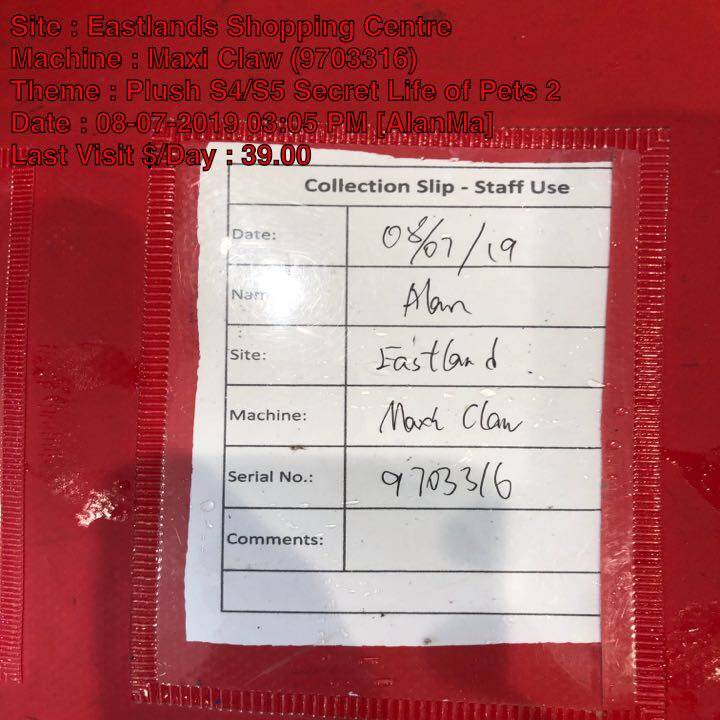 Site : Eastlands Shopping Centre
Machine : Maxi Claw (9703316)
Theme : Plush S4/S5 Secret Life of Pets 2
Date : 08-07-2019 03:05 PM [AlanMa]
Last Visit $/Day : 39.00
Collection Slip - Staff Use
Date: 08/07/19
Nam Alan
Site: Eastland
Machine: Maxi Claw
Serial No.: 9703316
Comments: